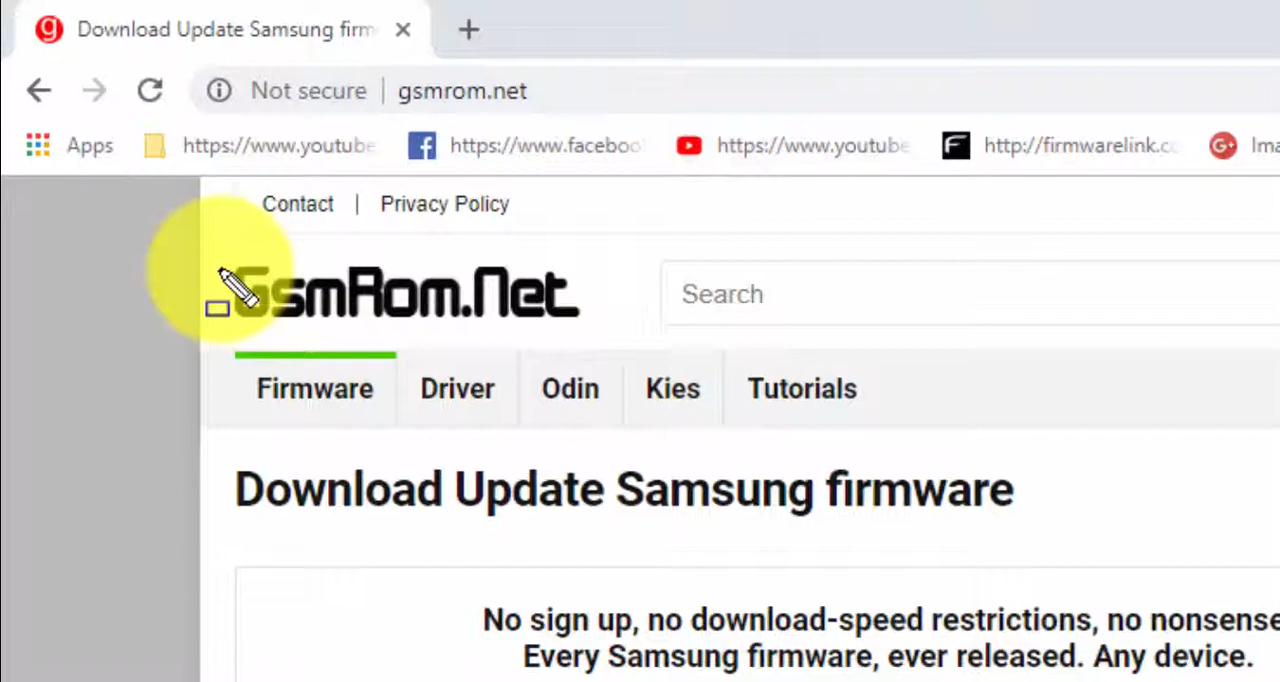 Download Update Samsung firm
Not secure | gsmrom.net
Apps https://www.youtube https://www.faceboo https://www.youtube http://firmwarelink.co Ima
Contact | Privacy Policy
GsmRom.Net
Search
Firmware Driver Odin Kies Tutorials
Download Update Samsung firmware
No sign up, no download-speed restrictions, no nonsense
Every Samsung firmware, ever released. Any device.